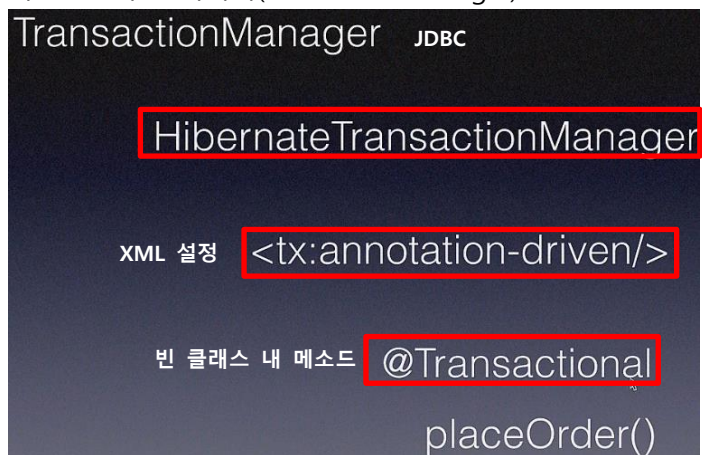 TransactionManager JDBC
HibernateTransactionManager
XML 설정 <tx:annotation-driven/>
빈 클래스 내 메소드 @Transactional
placeOrder()